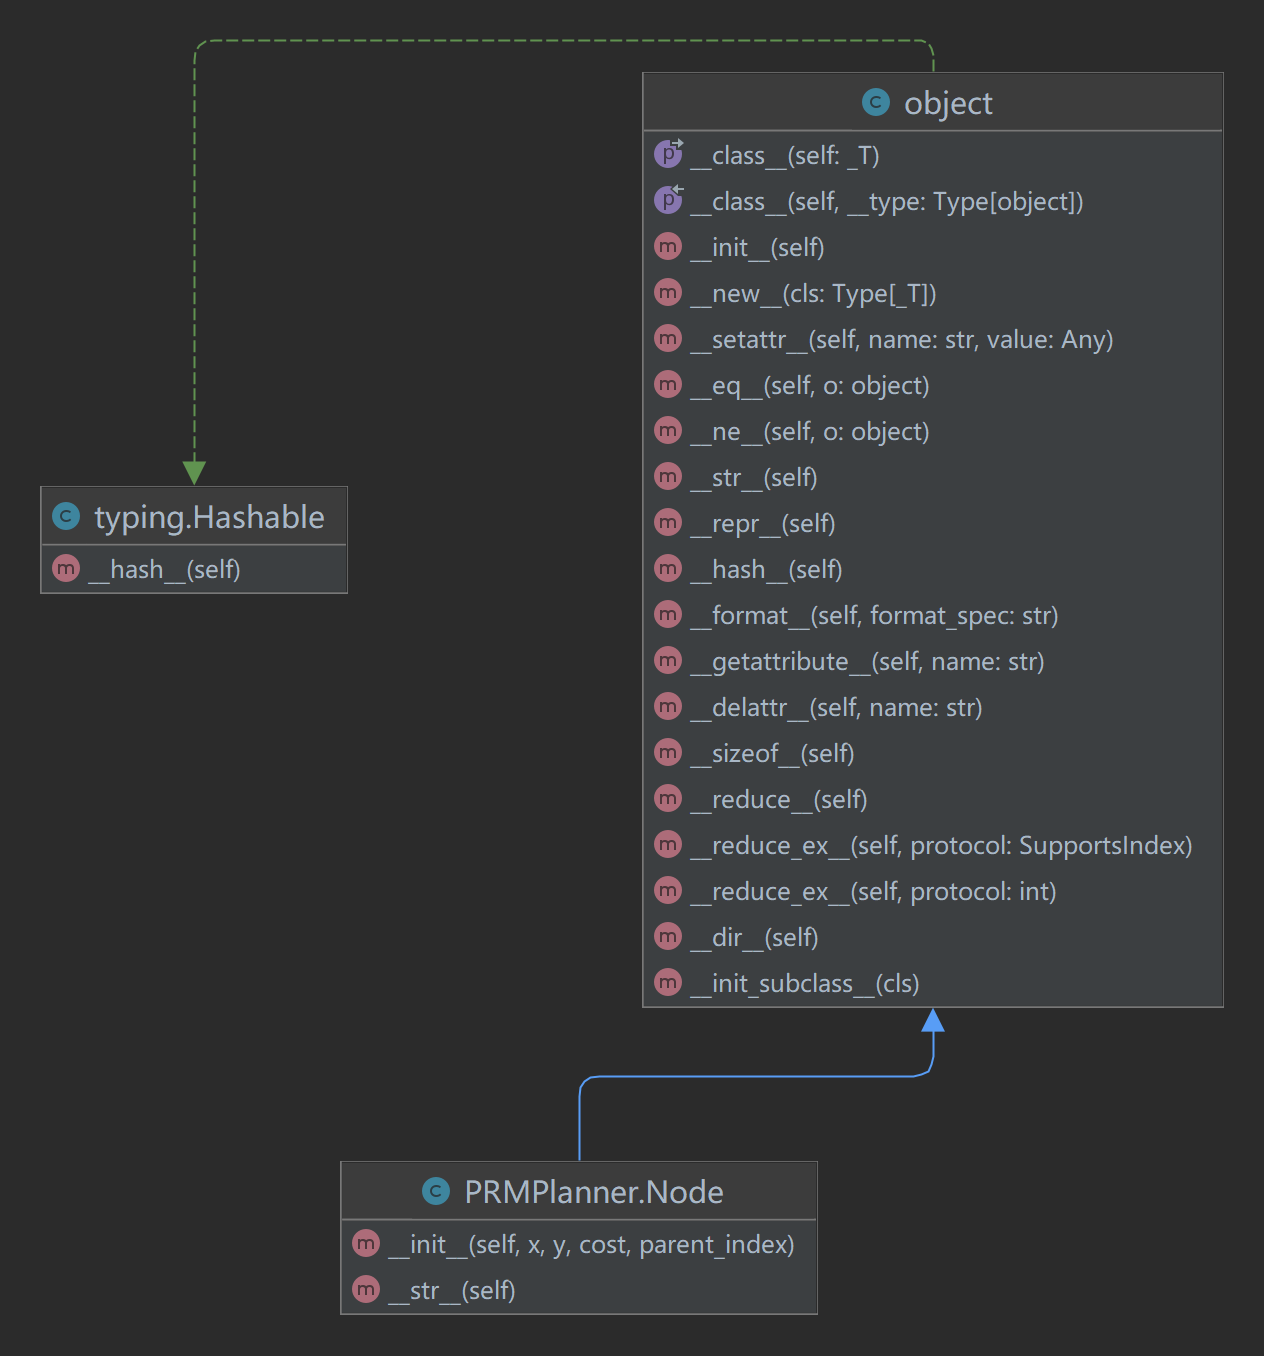 object
__class__(self: _T)
__class__(self, __type: Type[object])
__init__(self)
__new__(cls: Type[_T])
__setattr__(self, name: str, value: Any)
__eq__(self, o: object)
__ne__(self, o: object)
__str__(self)
__repr__(self)
__hash__(self)
__format__(self, format_spec: str)
__getattribute__(self, name: str)
__delattr__(self, name: str)
__sizeof__(self)
__reduce__(self)
__reduce_ex__(self, protocol: SupportsIndex)
__reduce_ex__(self, protocol: int)
__dir__(self)
__init_subclass__(cls)
typing.Hashable
__hash__(self)
PRMPlanner.Node
__init__(self, x, y, cost, parent_index)
__str__(self)